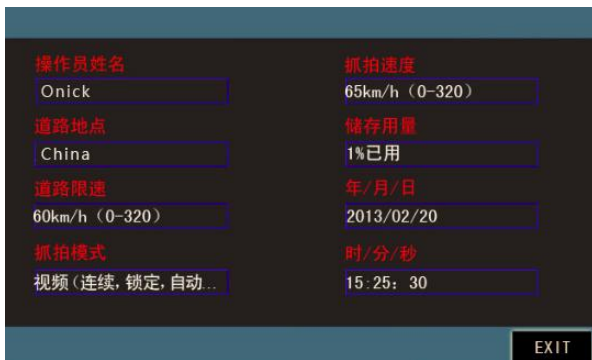 操作员姓名
Onick
道路地点
China
道路限速
60km/h（0-320）
抓拍模式
视频(连续,锁定,自动...
抓拍速度
65km/h（0-320）
储存用量
1%已用
年/月/日
2013/02/20
时/分/秒
15:25：30
EXIT